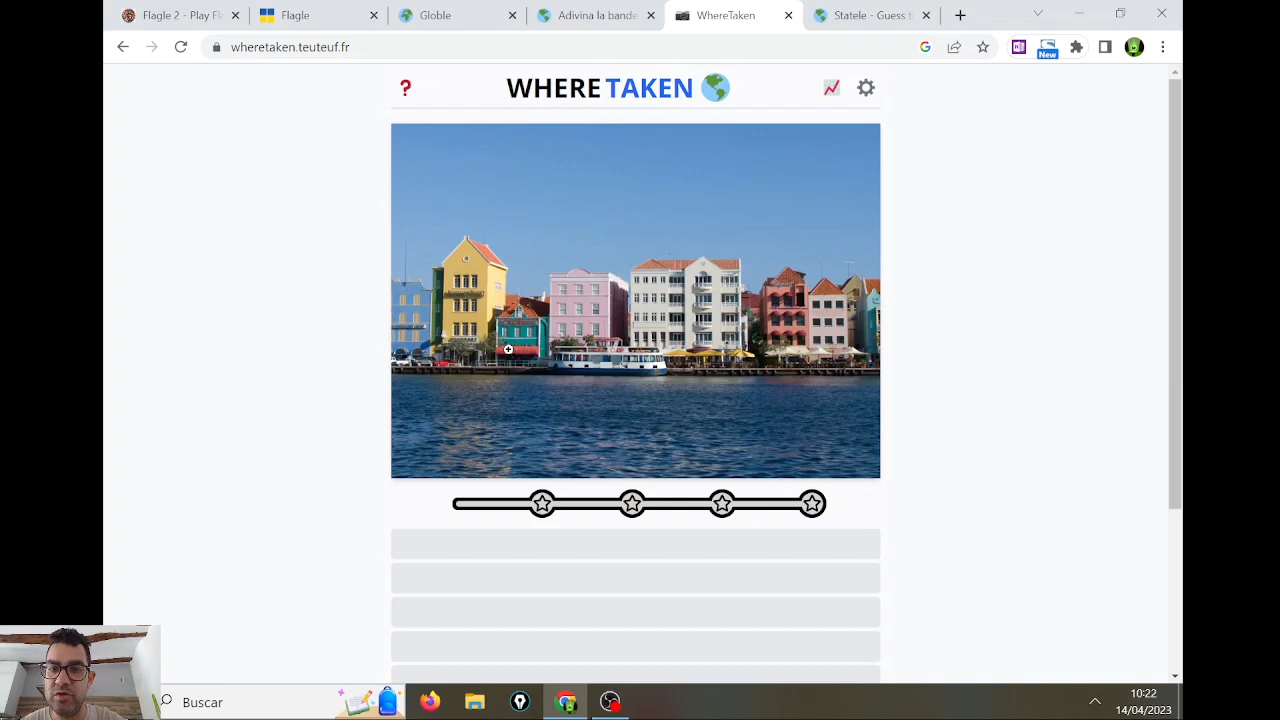 Flagle 2 - Play Fl
Flagle
Globle
Adivina la bande
WhereTaken
Statele - Guess t
wheretaken.teuteuf.fr
New
WHERE TAKEN
Buscar
10:22
14/04/2023